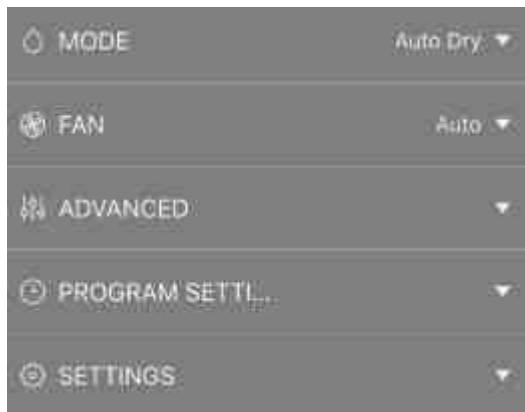 MODE Auto Dry
FAN Auto
ADVANCED
PROGRAM SETTI...
SETTINGS